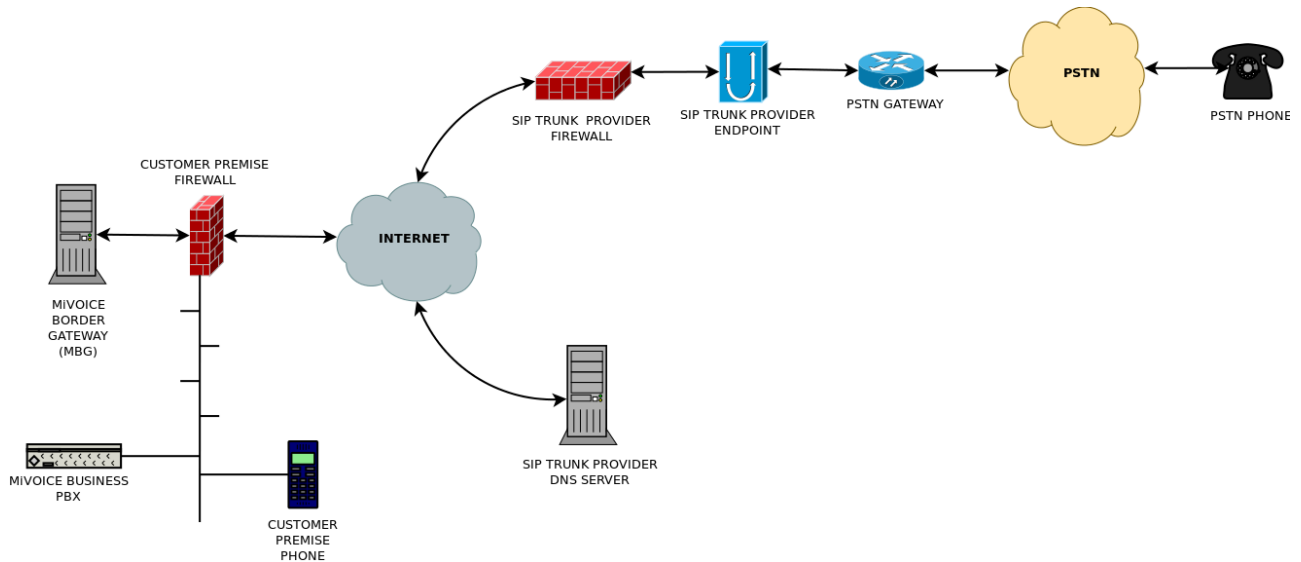 SIP TRUNK  PROVIDER
FIREWALL
SIP TRUNK PROVIDER
ENDPOINT
PSTN GATEWAY
PSTN
PSTN PHONE
CUSTOMER PREMISE
FIREWALL
INTERNET
MiVOICE
BORDER
GATEWAY
(MBG)
SIP TRUNK PROVIDER
DNS SERVER
MiVOICE BUSINESS
PBX
CUSTOMER
PREMISE
PHONE